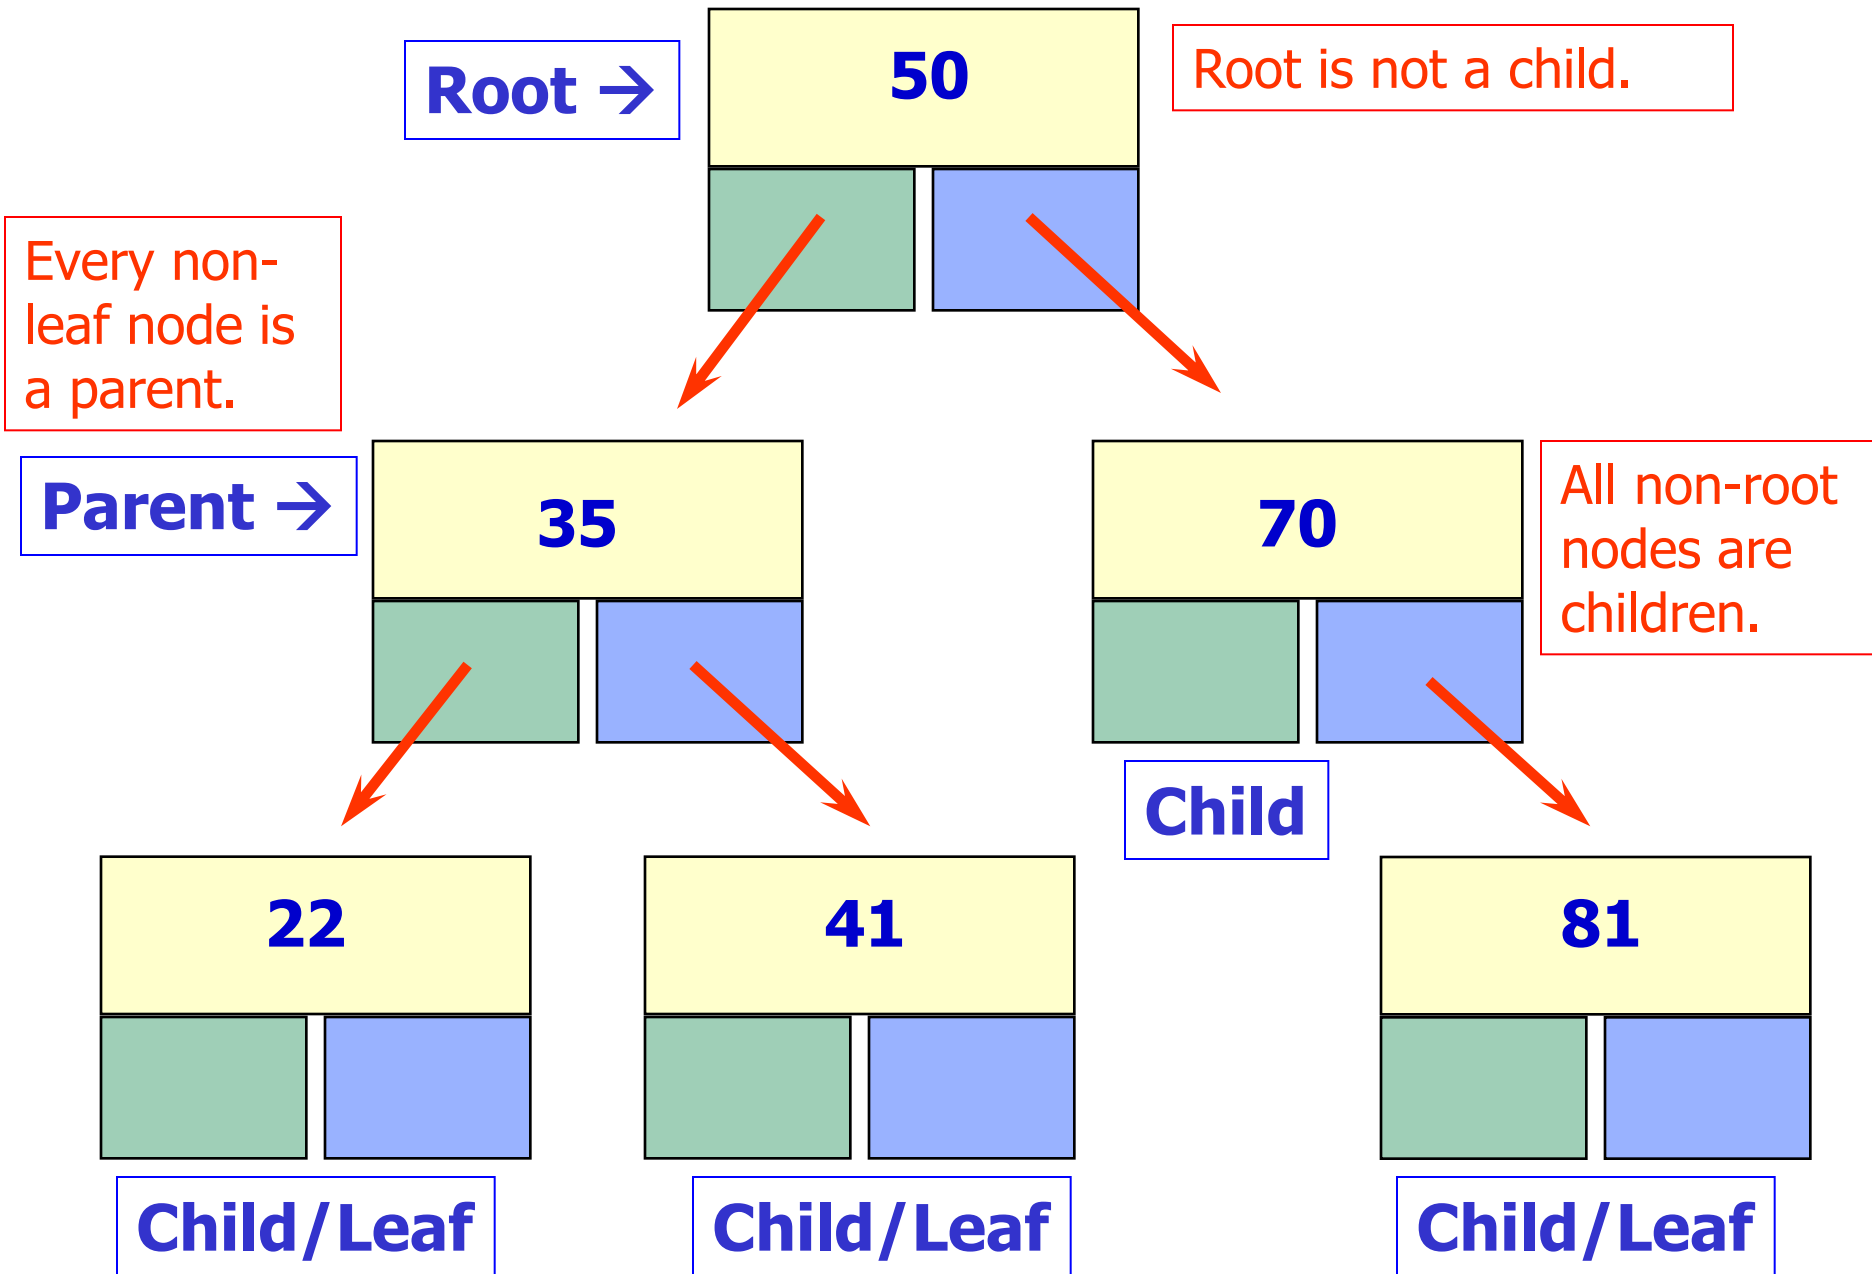 Root →
50
Root is not a child.
Every non-
leaf node is
a parent.
Parent →
35
70
All non-root
nodes are
children.
Child
22
41
81
Child/Leaf
Child/Leaf
Child/Leaf